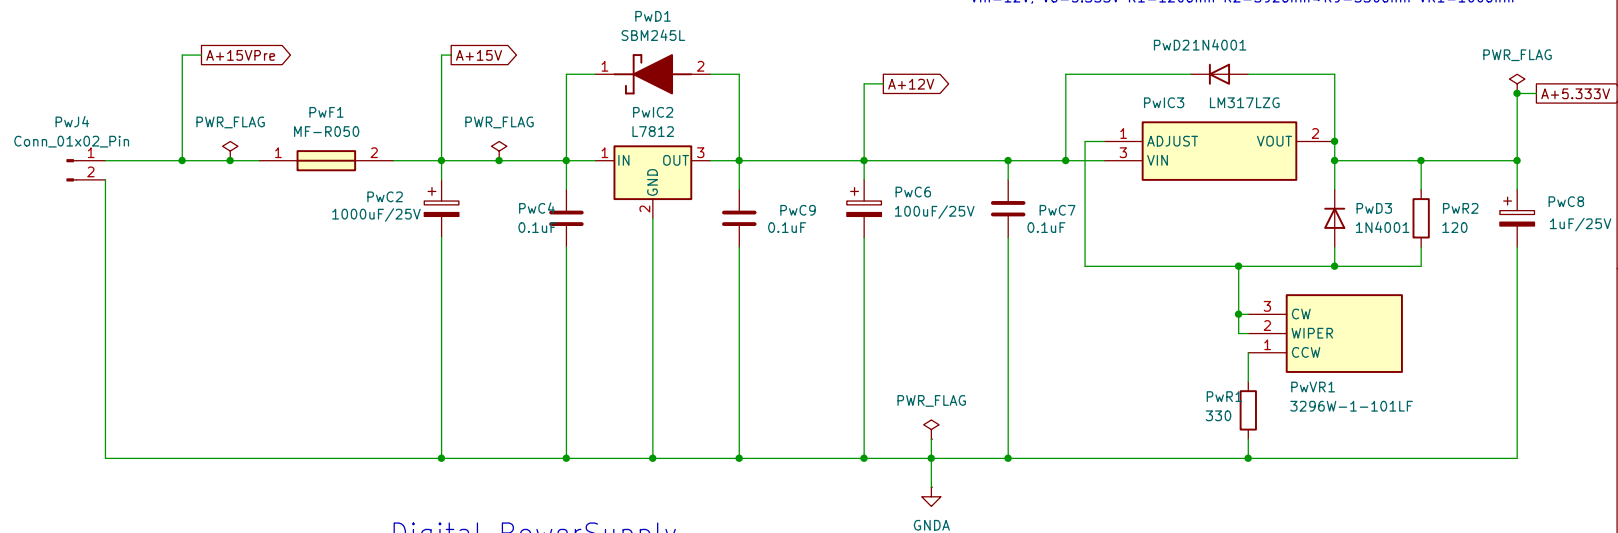 PwD1
SBM245L
A+15VPre
A+15V
1
2
PwD21N4001
PWR_FLAG
A+12V
A+5.333V
PwJ4
Conn_01x02_Pin
1
2
PWR_FLAG
PwF1
MF-R050
1
2
PWR_FLAG
PwIC2
L7812
1
IN
OUT
3
GND
2
PwIC3
LM317LZG
1
ADJUST
VOUT
2
3
VIN
PwC2
1000uF/25V
+
PwC4
0.1uF
PwC9
0.1uF
+
PwC6
100uF/25V
PwC7
0.1uF
PwD3
1N4001
PwR2
120
+
PwC8
1uF/25V
3
CW
2
WIPER
1
CCW
PwVR1
3296W-1-101LF
PwR1
330
PWR_FLAG
GNDA
Digital PowerSupply